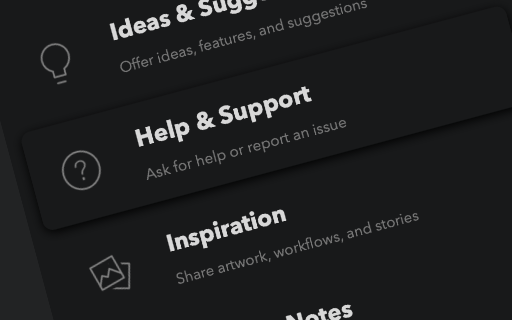 Ideas &
Offer ideas, features, and suggestions
Help & Support
Ask for help or report an issue
Inspiration
Share artwork, workflows, and stories
Notes